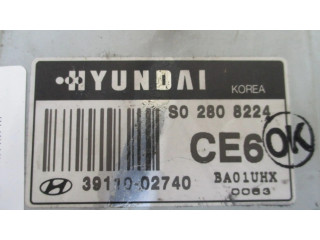 HYUNDAI
KOREA
S0 280 8224
CE6
OK
39110-02740
BA01UHX
0063